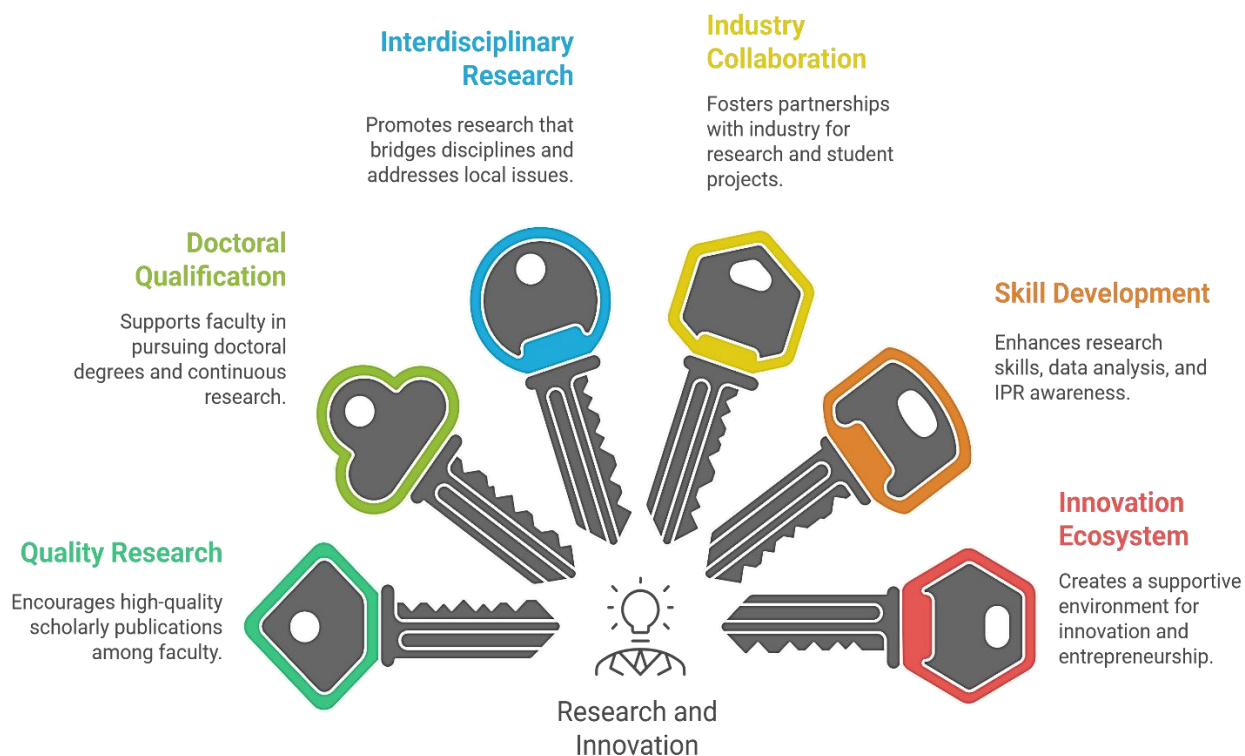 Interdisciplinary
Research
Promotes research that
bridges disciplines and
addresses local issues.
Industry
Collaboration
Fosters partnerships
with industry for
research and student
projects.
Doctoral
Qualification
Supports faculty in
pursuing doctoral
degrees and continuous
research.
Skill Development
Enhances research
skills, data analysis, and
IPR awareness.
Quality Research
Encourages high-quality
scholarly publications
among faculty.
Innovation
Ecosystem
Creates a supportive
environment for
innovation and
entrepreneurship.
Research and
Innovation